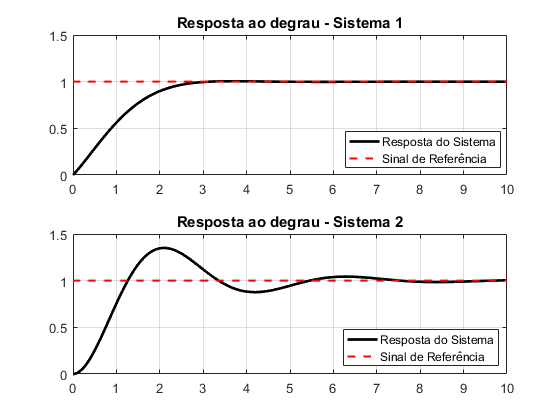 Resposta ao degrau - Sistema 1
1.5
1
0.5
0
Resposta do Sistema
Sinal de Referência
0 1 2 3 4 5 6 7 8 9 10
Resposta ao degrau - Sistema 2
1.5
1
0.5
0
Resposta do Sistema
Sinal de Referência
0 1 2 3 4 5 6 7 8 9 10